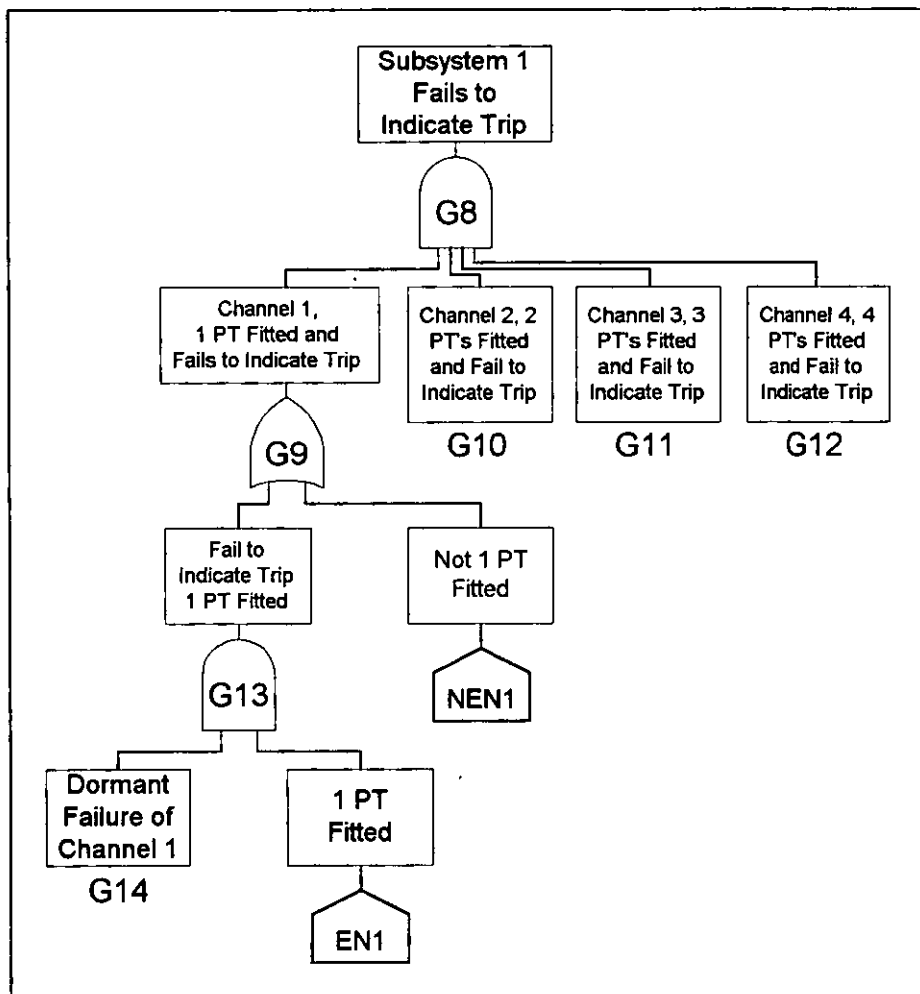 Subsystem 1
Fails to
Indicate Trip
G8
Channel 1,
1 PT Fitted and
Fails to Indicate Trip
Channel 2, 2
PT's Fitted
and Fail to
Indicate Trip
G10
Channel 3, 3
PT's Fitted
and Fail to
Indicate Trip
G11
Channel 4, 4
PT's Fitted
and Fail to
Indicate Trip
G12
G9
Fail to
Indicate Trip
1 PT Fitted
Not 1 PT
Fitted
G13
NEN1
Dormant
Failure of
Channel 1
G14
1 PT
Fitted
EN1